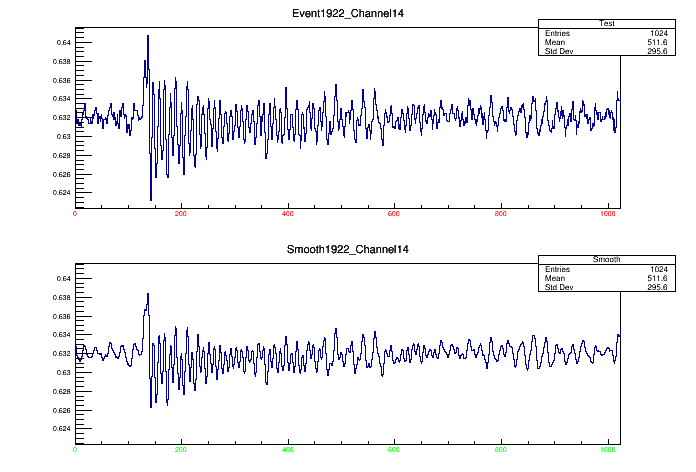 Event1922_Channel14
Test
Entries 1024
Mean 511.6
Std Dev 295.6
0.64
0.638
0.636
0.634
0.632
0.63
0.628
0.626
0.624
0 200 400 600 800 1000
Smooth1922_Channel14
Smooth
Entries 1024
Mean 511.6
Std Dev 295.6
0.64
0.638
0.636
0.634
0.632
0.63
0.628
0.626
0.624
0 200 400 600 800 1000